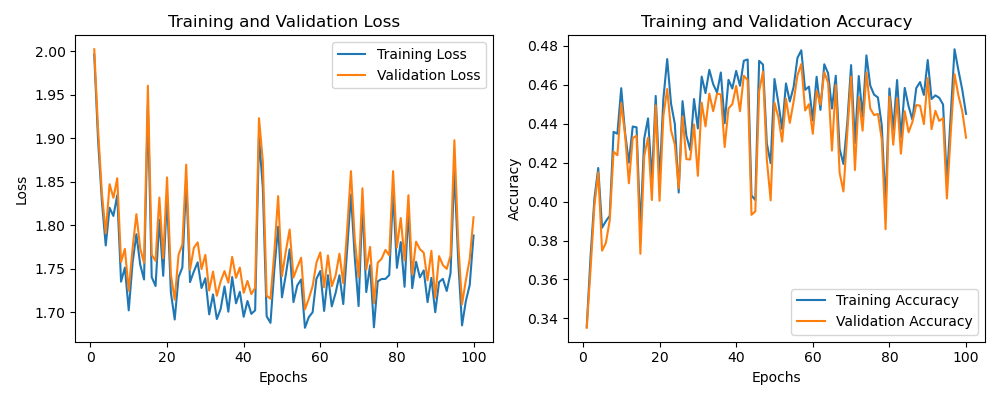 Training and Validation Loss
Loss
2.00
1.95
1.90
1.85
1.80
1.75
1.70
Training Loss
Validation Loss
0 20 40 60 80 100
Epochs
Training and Validation Accuracy
Accuracy
0.48
0.46
0.44
0.42
0.40
0.38
0.36
0.34
Training Accuracy
Validation Accuracy
0 20 40 60 80 100
Epochs